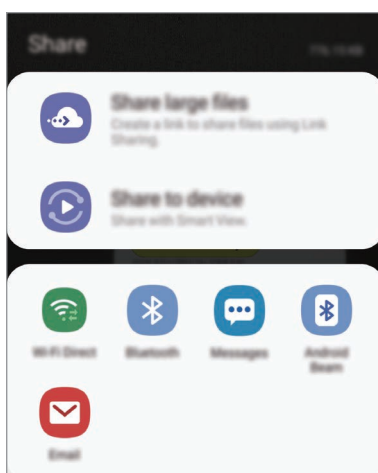 Share
Share large files
Create a link to share files using Link
Sharing.
Share to device
Share with Smart View.
Wi-Fi Direct
Bluetooth
Messages
Android
Beam
Email